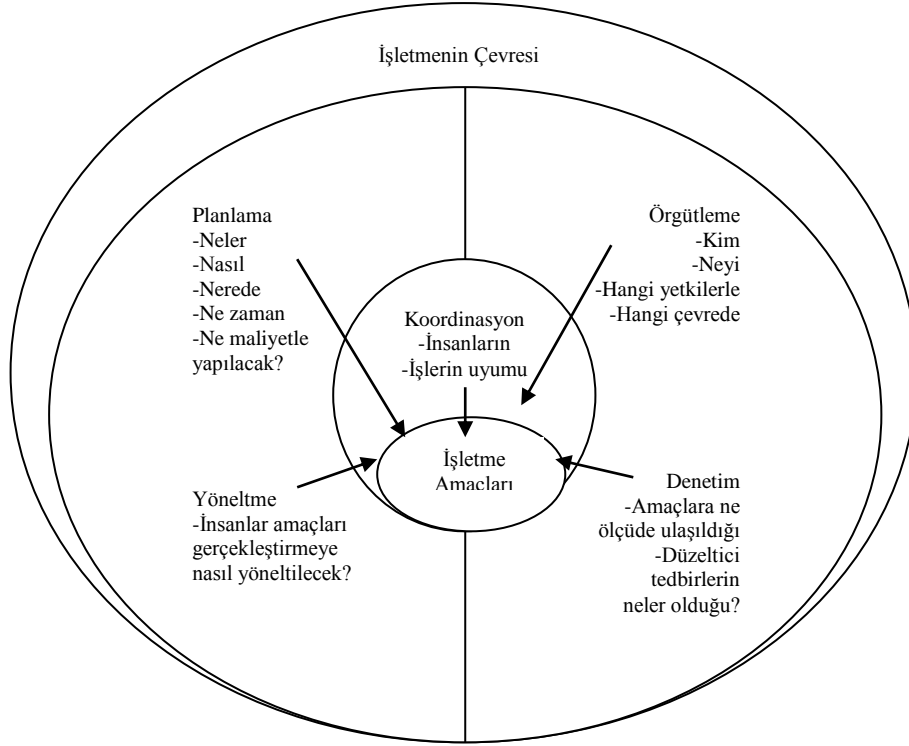 İşletmenin Çevresi
Planlama
-Neler
-Nasıl
-Nerede
-Ne zaman
-Ne maliyetle
yapılacak?
Örgütleme
-Kim
-Neyi
-Hangi yetkilerle
-Hangi çevrede
Koordinasyon
-İnsanların
-İşlerin uyumu
İşletme
Amaçları
Yöneltme
-İnsanlar amaçları
gerçekleştirmeye
nasıl yöneltilecek?
Denetim
-Amaçlara ne
ölçüde ulaşıldığı
-Düzeltici
tedbirlerin
neler olduğu?